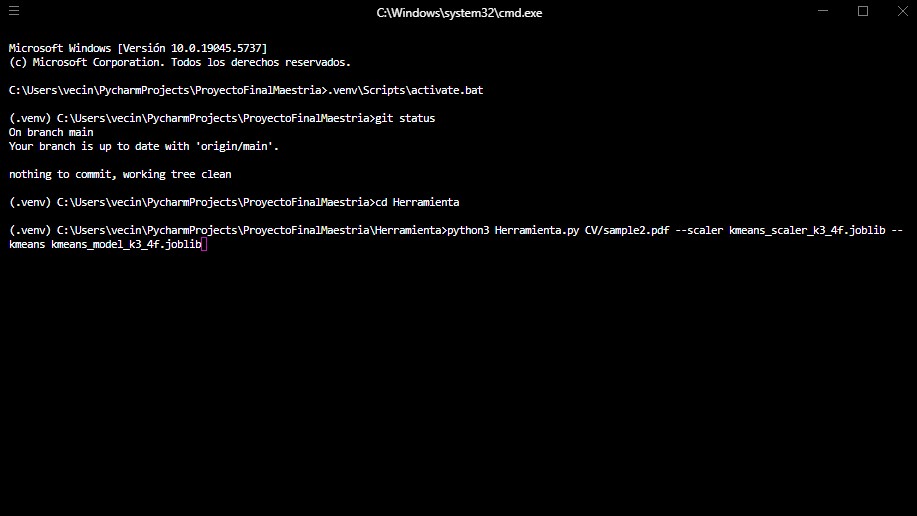 C:\Windows\system32\cmd.exe
Microsoft Windows [Versión 10.0.19045.5737]
(c) Microsoft Corporation. Todos los derechos reservados.
C:\Users\vecin\PycharmProjects\ProyectoFinalMaestria>.venv\Scripts\activate.bat
(.venv) C:\Users\vecin\PycharmProjects\ProyectoFinalMaestria>git status
On branch main
Your branch is up to date with 'origin/main'.
nothing to commit, working tree clean
(.venv) C:\Users\vecin\PycharmProjects\ProyectoFinalMaestria>cd Herramienta
(.venv) C:\Users\vecin\PycharmProjects\ProyectoFinalMaestria\Herramienta>python3 Herramienta.py CV/sample2.pdf --scaler kmeans_scaler_k3_4f.joblib --
kmeans kmeans_model_k3_4f.joblib